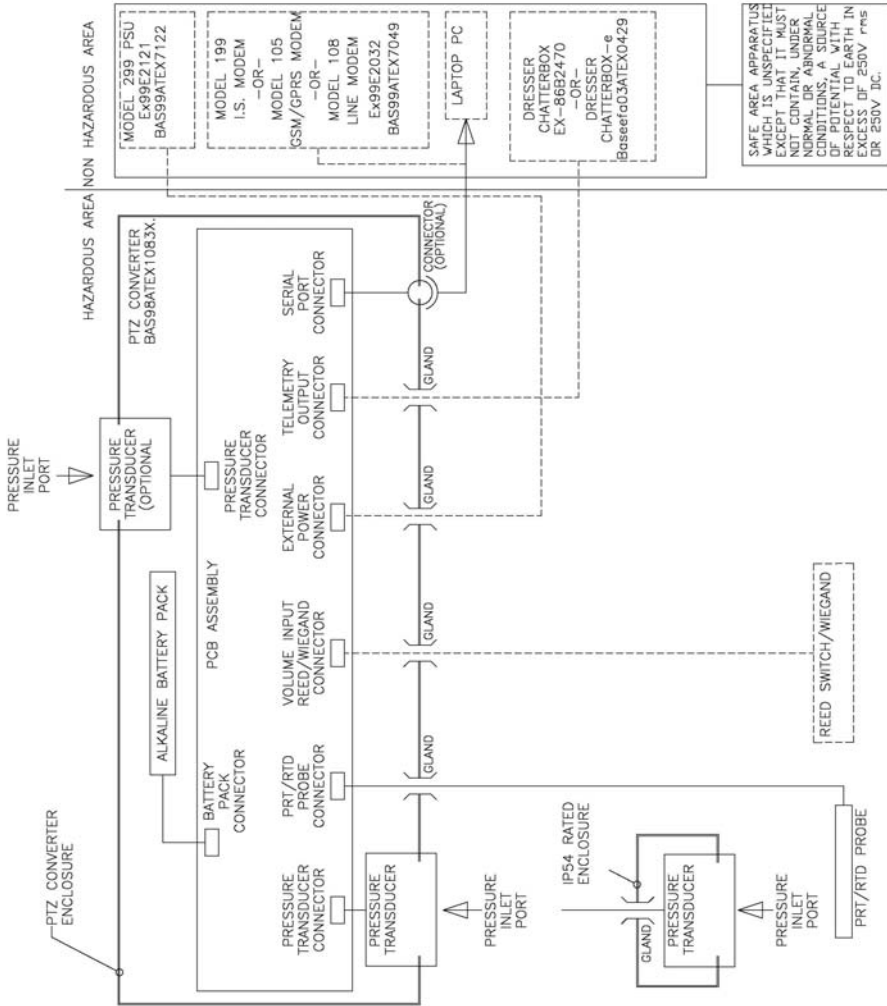 HAZARDOUS AREA
NON HAZARDOUS AREA
MODEL 299 PSU
Ex99E2121
BAS99ATEX7122
MODEL 199
I.S. MODEM
-OR-
MODEL 105
GSM/GPRS MODEM
-OR-
MODEL 108
LINE MODEM
Ex99E2032
BAS99ATEX7049
LAPTOP PC
DRESSER
CHATTERBOX
EX-86B2470
-OR-
DRESSER
CHATTERBOX-e
Baseefa03ATEX0429
SAFE AREA APPARATUS
WHICH IS UNSPECIFIED
EXCEPT THAT IT MUST
NOT CONTAIN, UNDER
NORMAL OR ABNORMAL
CONDITIONS, A SOURCE
OF POTENTIAL WITH
RESPECT TO EARTH IN
EXCESS OF 250V rms
OR 250V DC.
PTZ CONVERTER
BAS98ATEX1083X.
PTZ CONVERTER
ENCLOSURE
PRESSURE
INLET
PORT
PRESSURE
TRANSDUCER
(OPTIONAL)
PRESSURE
TRANSDUCER
CONNECTOR
ALKALINE BATTERY PACK
BATTERY
PACK
CONNECTOR
PCB ASSEMBLY
PRESSURE
TRANSDUCER
CONNECTOR
PRT/RTD
PROBE
CONNECTOR
VOLUME INPUT
REED/WIEGAND
CONNECTOR
EXTERNAL
POWER
CONNECTOR
TELEMETRY
OUTPUT
CONNECTOR
SERIAL
PORT
CONNECTOR
PRESSURE
TRANSDUCER
GLAND
GLAND
GLAND
GLAND
CONNECTOR
(OPTIONAL)
PRESSURE
INLET
PORT
IP54 RATED
ENCLOSURE
GLAND
PRESSURE
TRANSDUCER
PRESSURE
INLET
PORT
PRT/RTD PROBE
REED SWITCH/WIEGAND